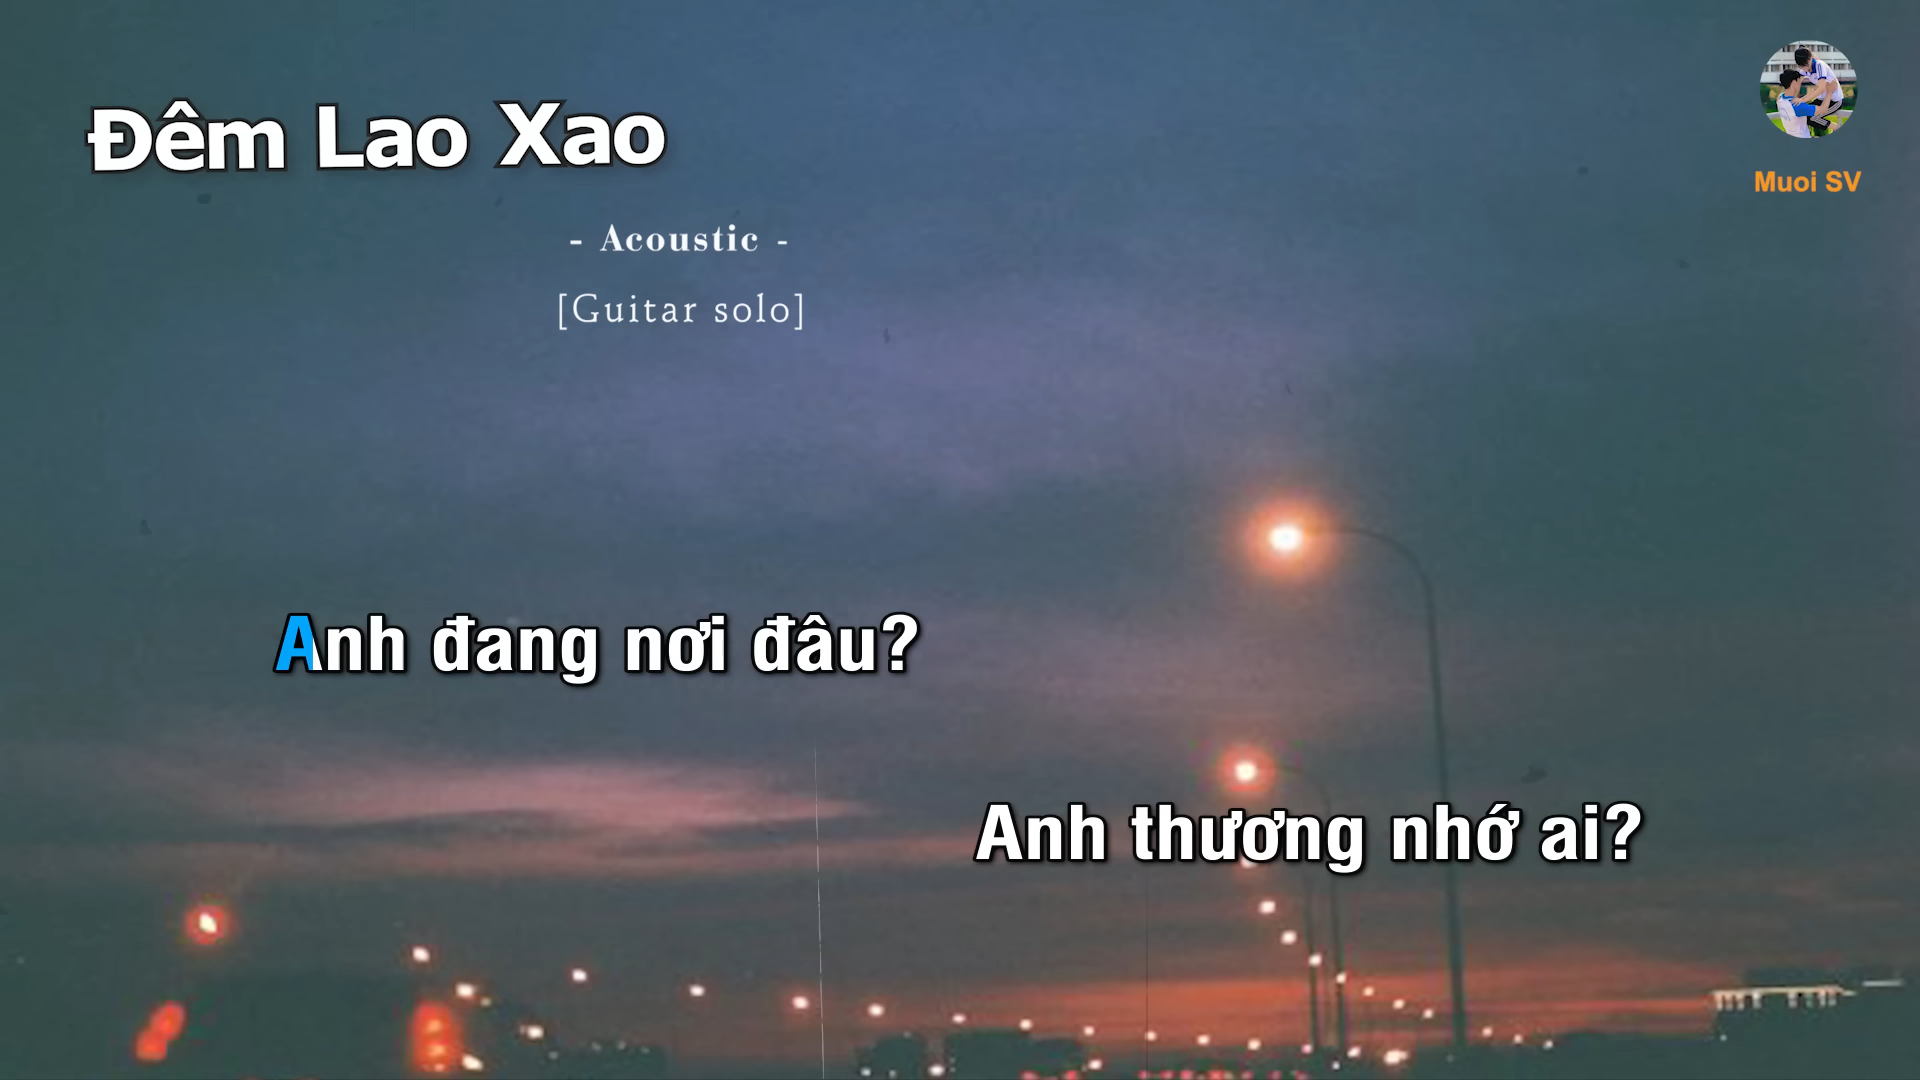 Đêm Lao Xao
Muoi SV
- Acoustic -
[Guitar solo]
Anh đang nơi đâu?
Anh thương nhớ ai?